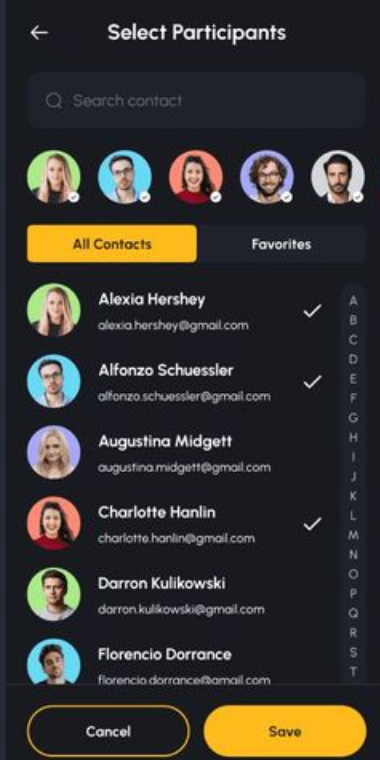 Select Participants
Search contact
All Contacts
Favorites
Alexia Hershey
alexia.hershey@gmail.com
Alfonzo Schuessler
alfonzo.schuessler@gmail.com
Augustina Midgett
augustina.midgett@gmail.com
Charlotte Hanlin
charlotte.hanlin@gmail.com
Darron Kulikowski
darron.kulikowski@gmail.com
Florencio Dorrance
florencio.dorrance@gmail.com
A
B
C
D
E
F
G
H
I
J
K
L
M
N
O
P
Q
R
S
T
Cancel
Save